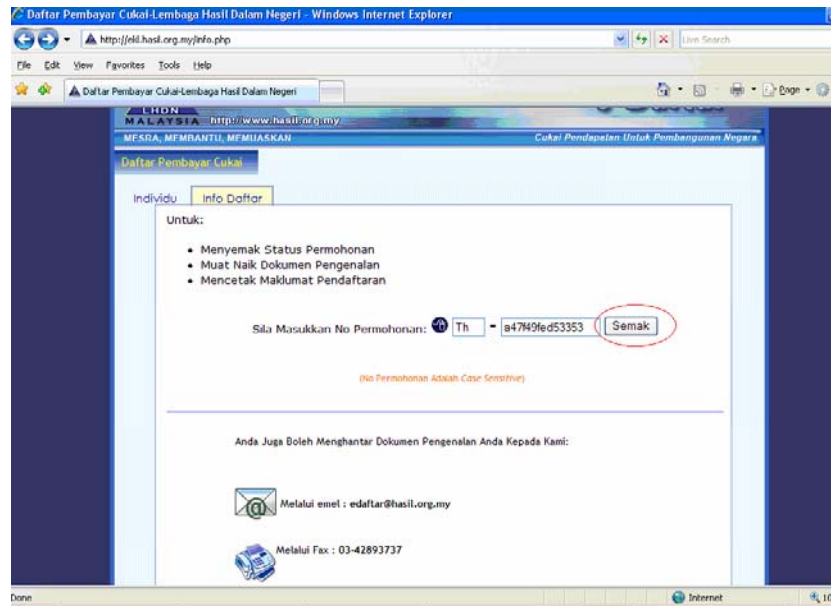 Daftar Pembayar Cukai-Lembaga Hasil Dalam Negeri - Windows Internet Explorer
http://ekl.hasil.org.my/info.php
Live Search
File Edit View Favorites Tools Help
Daftar Pembayar Cukai-Lembaga Hasil Dalam Negeri
Page
LHDN
MALAYSIA http://www.hasil.org.my
MESRA, MEMBANTU, MEMUASKAN
Cukai Pendapatan Untuk Pembangunan Negara
Daftar Pembayar Cukai
Individu Info Daftar
Untuk:
• Menyemak Status Permohonan
• Muat Naik Dokumen Pengenalan
• Mencetak Maklumat Pendaftaran
Sila Masukkan No Permohonan: Th - a47f49fed53353 Semak
(No Permohonan Adalah Case Sensitive)
Anda Juga Boleh Menghantar Dokumen Pengenalan Anda Kepada Kami:
Melalui emel : edaftar@hasil.org.my
Melalui Fax : 03-42893737
Done
Internet